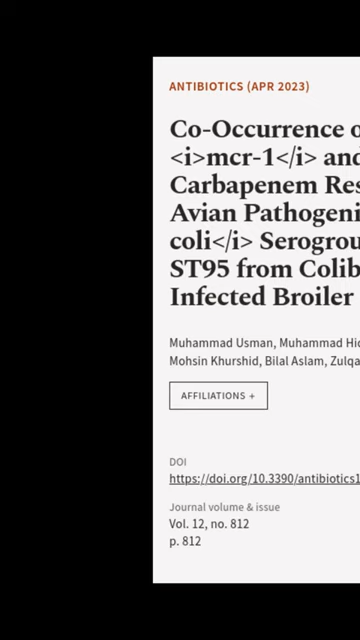 ANTIBIOTICS (APR 2023)
Co-Occurrence o
<i>mcr-1</i> and
Carbapenem Res
Avian Pathogeni
coli</i> Serogrou
ST95 from Colib
Infected Broiler
Muhammad Usman, Muhammad Hid
Mohsin Khurshid, Bilal Aslam, Zulqa
AFFILIATIONS +
DOI
https://doi.org/10.3390/antibiotics1
Journal volume & issue
Vol. 12, no. 812
p. 812